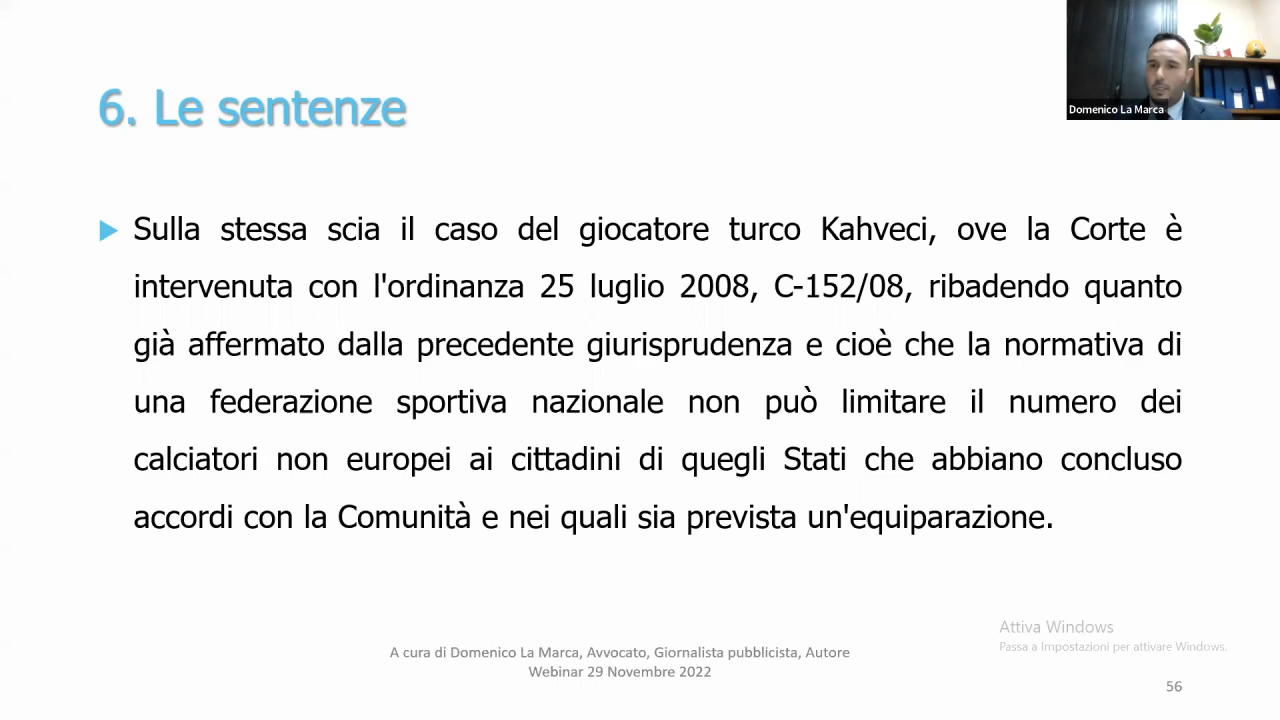 Domenico La Marca
6. Le sentenze
Sulla stessa scia il caso del giocatore turco Kahveci, ove la Corte è
intervenuta con l'ordinanza 25 luglio 2008, C-152/08, ribadendo quanto
già affermato dalla precedente giurisprudenza e cioè che la normativa di
una federazione sportiva nazionale non può limitare il numero dei
calciatori non europei ai cittadini di quegli Stati che abbiano concluso
accordi con la Comunità e nei quali sia prevista un'equiparazione.
Attiva Windows
Passa a Impostazioni per attivare Windows.
A cura di Domenico La Marca, Avvocato, Giornalista pubblicista, Autore
Webinar 29 Novembre 2022
56